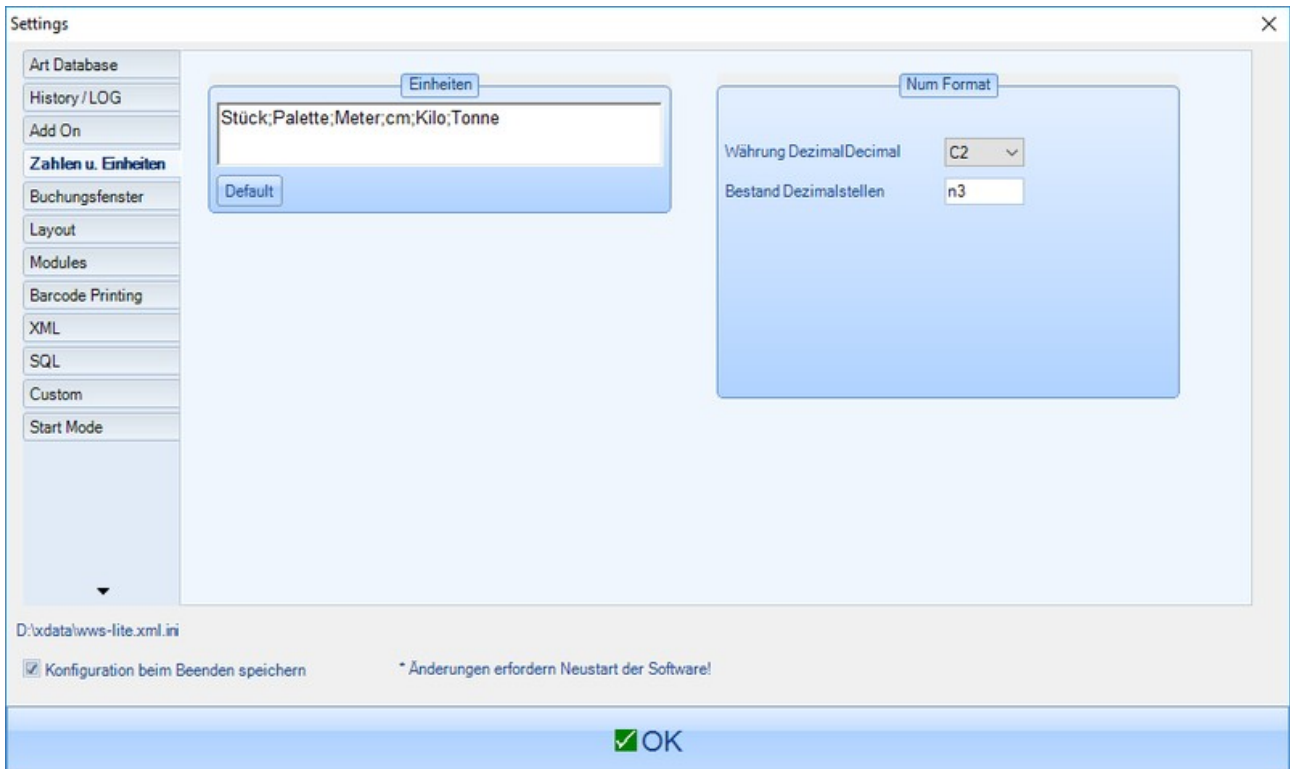 Settings
Art Database
History / LOG
Add On
Zahlen u. Einheiten
Buchungsfenster
Layout
Modules
Barcode Printing
XML
SQL
Custom
Start Mode
Einheiten
Stück;Palette;Meter;cm;Kilo;Tonne
Default
Num Format
Währung DezimalDecimal C2
Bestand Dezimalstellen n3
D:\xdata\wws-lite.xml.ini
Konfiguration beim Beenden speichern * Änderungen erfordern Neustart der Software!
OK